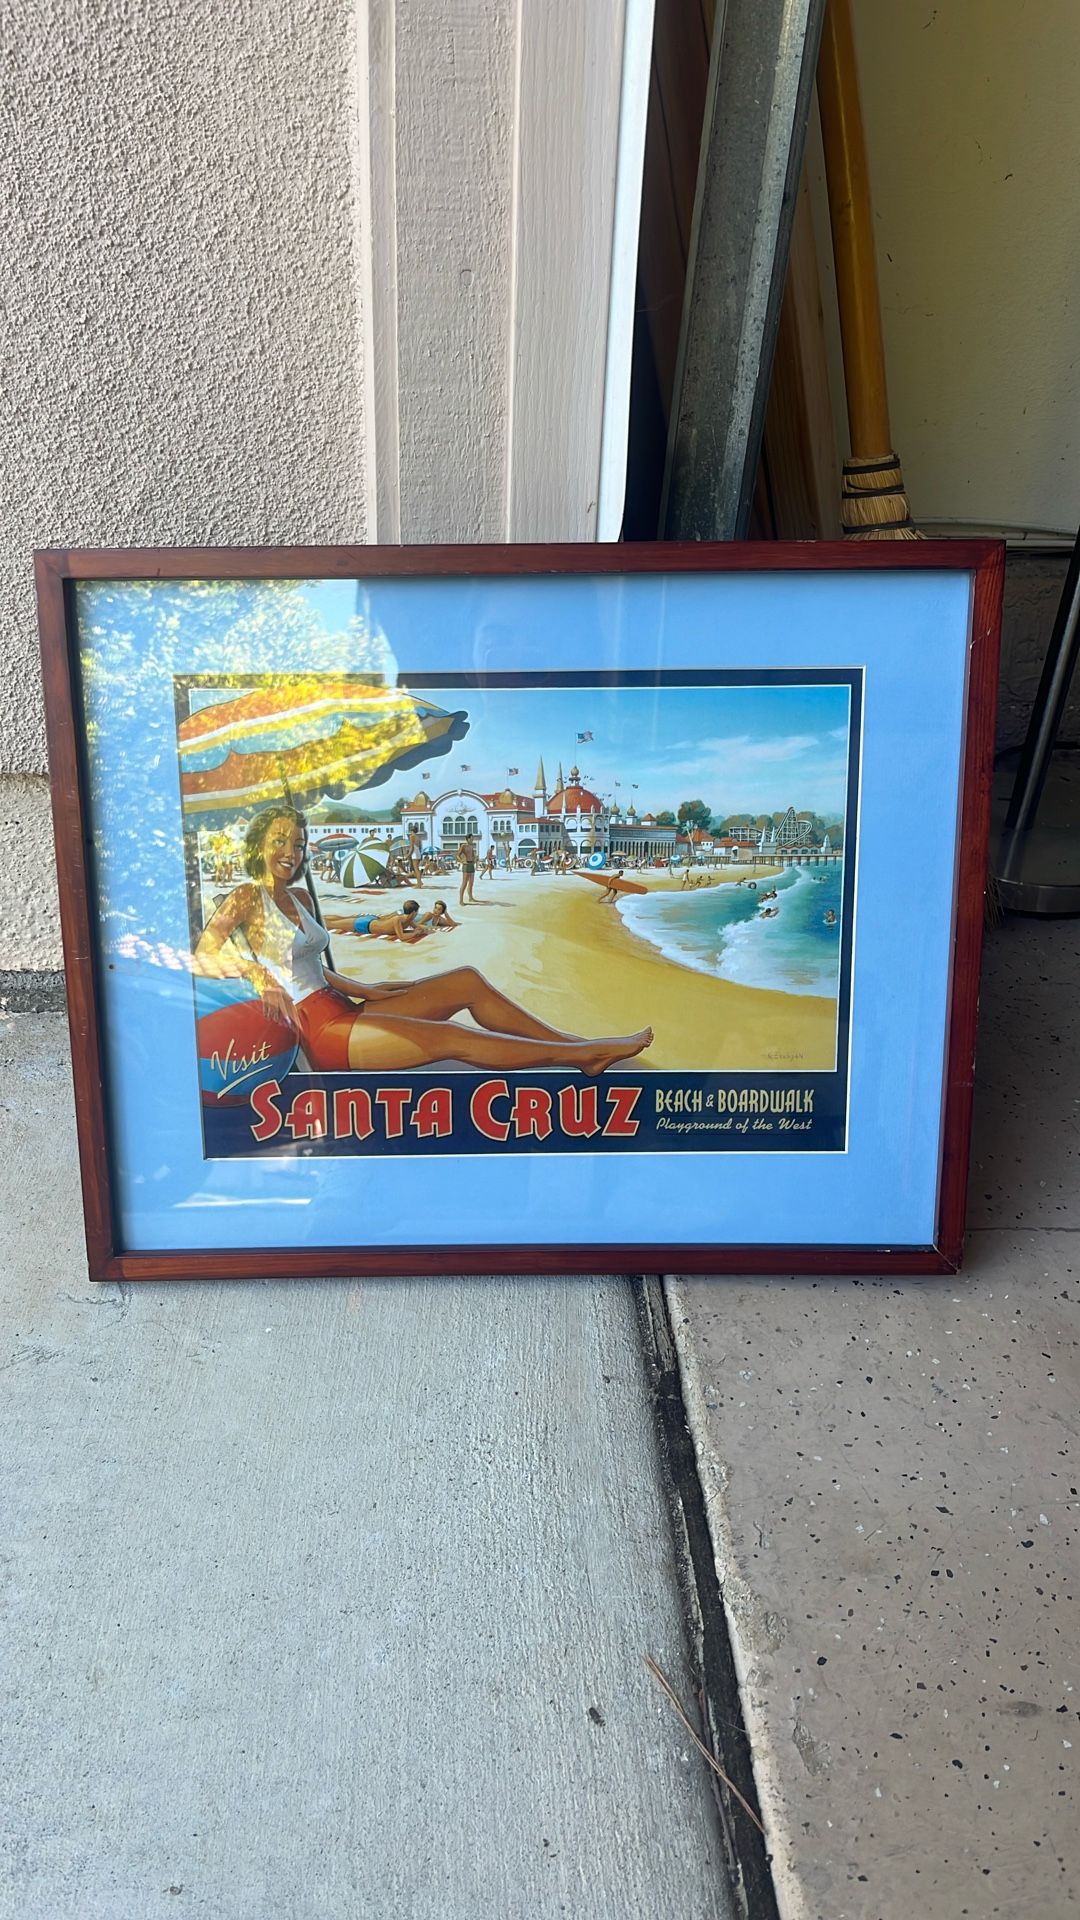 Visit
SANTA CRUZ
BEACH & BOARDWALK
Playground of the West